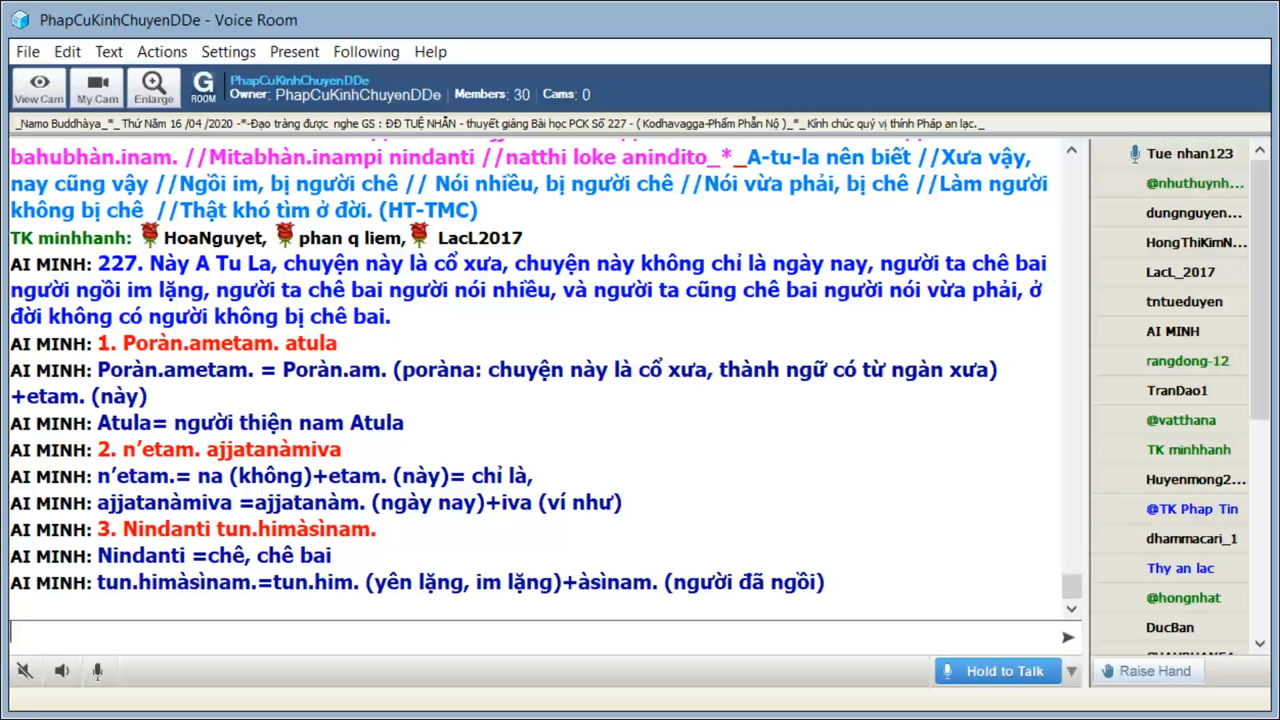 PhapCuKinhChuyenDDe - Voice Room
File Edit Text Actions Settings Present Following Help
View Cam My Cam Enlarge G ROOM
PhapCuKinhChuyenDDe
Owner: PhapCuKinhChuyenDDe Members: 30 Cams: 0
_Namo Buddhàya_*_ Thứ Năm 16 /04 /2020 -*-Đạo tràng được nghe GS : ĐĐ TUỆ NHẪN - thuyết giảng Bài học PCK Số 227 - ( Kodhavagga-Phẩm Phẫn Nộ )_*_ Kính chúc quý vị thính Pháp an lạc._
bahubhàn.inam. //Mitabhàn.inampi nindanti //natthi loke anindito_*_A-tu-la nên biết //Xưa vậy,
nay cũng vậy //Ngồi im, bị người chê // Nói nhiều, bị người chê //Nói vừa phải, bị chê //Làm người
không bị chê //Thật khó tìm ở đời. (HT-TMC)
TK minhhanh: HoaNguyet, phan q liem, LacL2017
AI MINH: 227. Này A Tu La, chuyện này là cổ xưa, chuyện này không chỉ là ngày nay, người ta chê bai
người ngồi im lặng, người ta chê bai người nói nhiều, và người ta cũng chê bai người nói vừa phải, ở
đời không có người không bị chê bai.
AI MINH: 1. Poràn.ametam. atula
AI MINH: Poràn.ametam. = Poràn.am. (poràna: chuyện này là cổ xưa, thành ngữ có từ ngàn xưa)
+etam. (này)
AI MINH: Atula= người thiện nam Atula
AI MINH: 2. n’etam. ajjatanàmiva
AI MINH: n’etam.= na (không)+etam. (này)= chỉ là,
AI MINH: ajjatanàmiva =ajjatanàm. (ngày nay)+iva (ví như)
AI MINH: 3. Nindanti tun.himàsìnam.
AI MINH: Nindanti =chê, chê bai
AI MINH: tun.himàsìnam.=tun.him. (yên lặng, im lặng)+àsìnam. (người đã ngồi)
Tue nhan123
@nhuthuynh...
dungnguyen...
HongThiKimN...
LacL_2017
tntueduyen
AI MINH
rangdong-12
TranDao1
@vatthana
TK minhhanh
Huyenmong2...
@TK Phap Tin
dhammacari_1
Thy an lac
@hongnhat
DucBan
Hold to Talk
Raise Hand